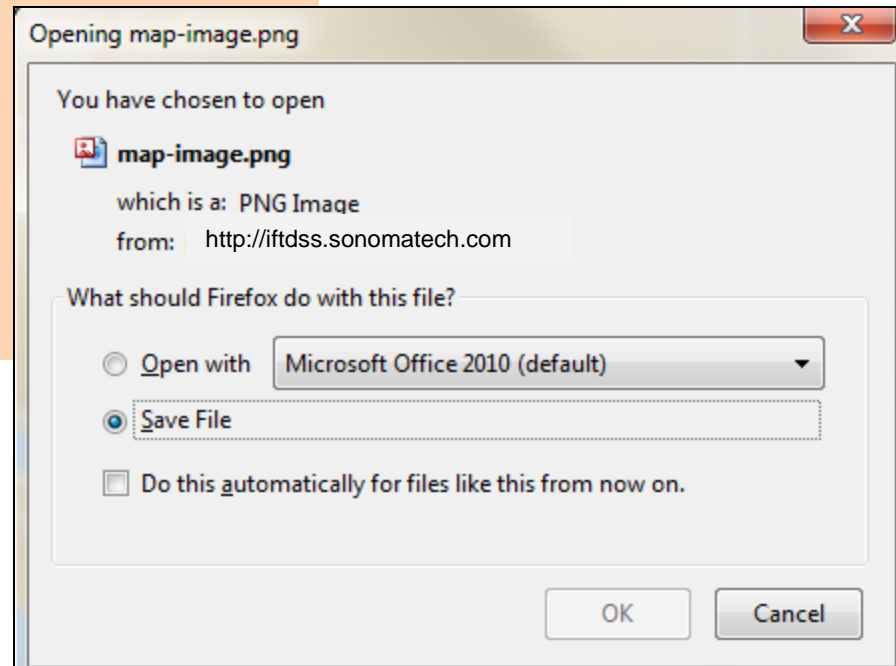 Opening map-image.png
You have chosen to open
map-image.png
which is a: PNG Image
from: http://iftdss.sonomatech.com
What should Firefox do with this file?
Open with Microsoft Office 2010 (default)
Save File
Do this automatically for files like this from now on.
OK Cancel